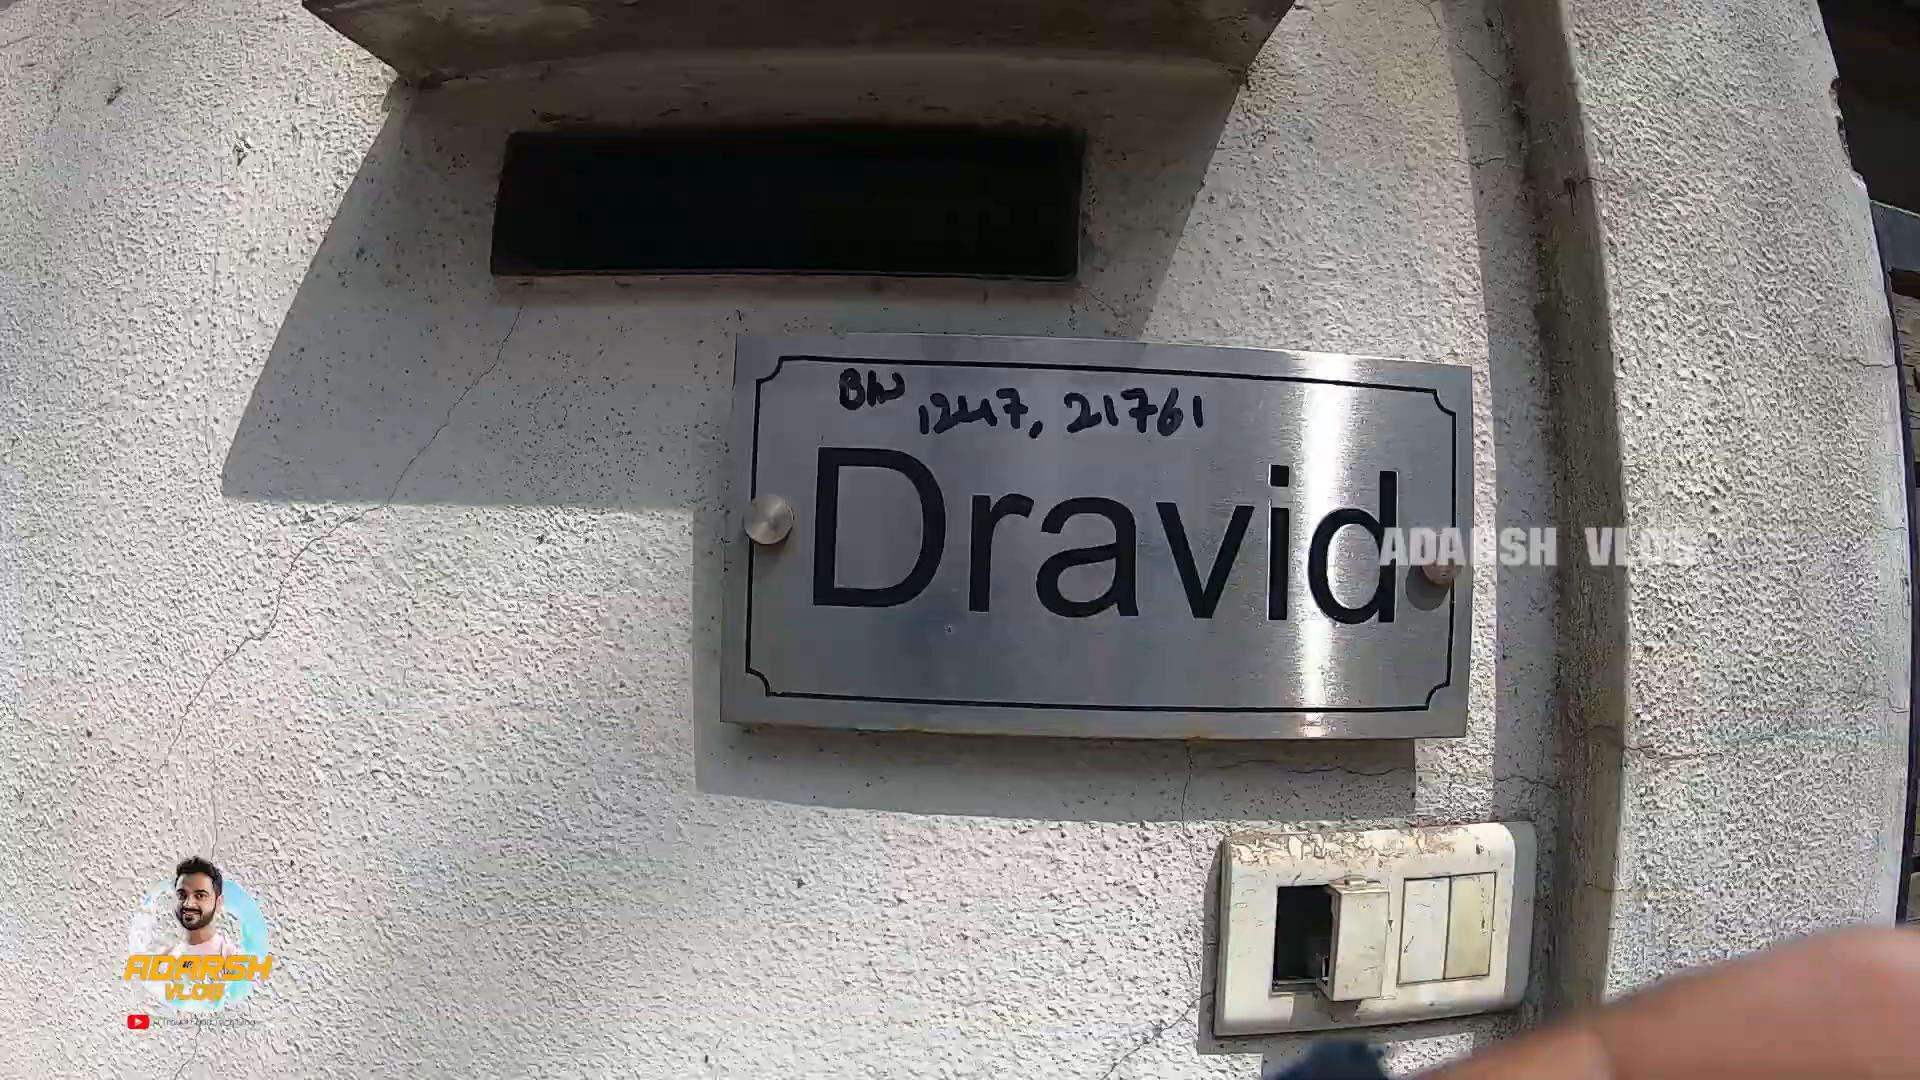 BN
1247, 21761
Dravid
ADARSH VLOG
ADARSH
VLOG